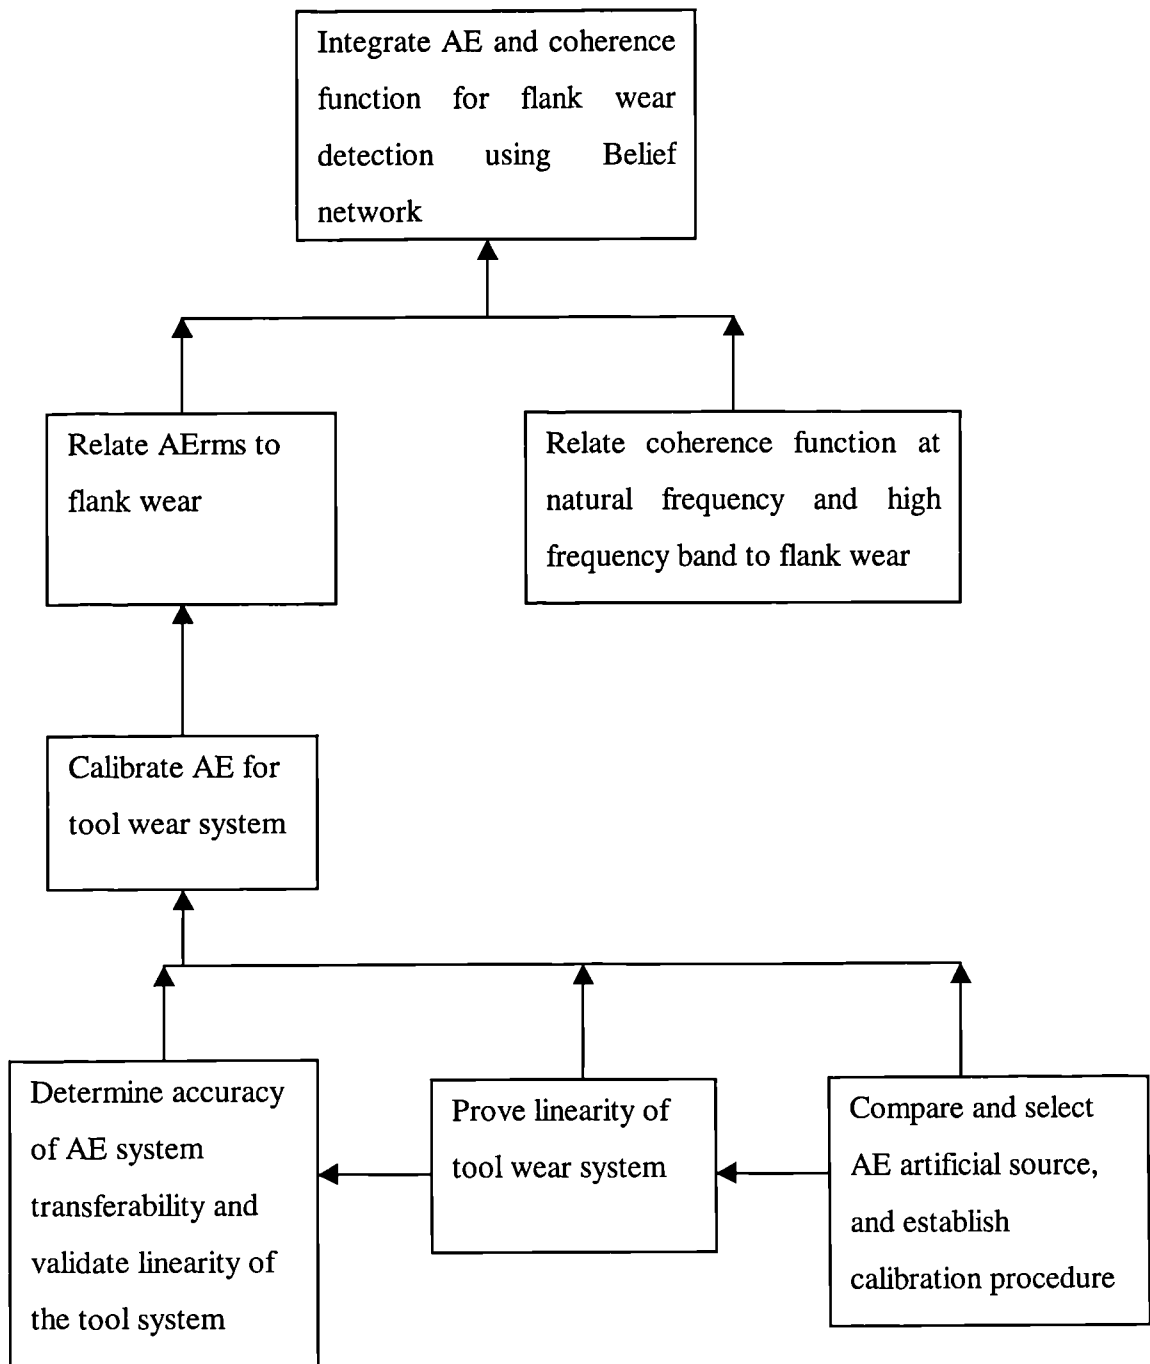 Integrate AE and coherence
function for flank wear
detection using Belief
network
Relate AErms to
flank wear
Relate coherence function at
natural frequency and high
frequency band to flank wear
Calibrate AE for
tool wear system
Determine accuracy
of AE system
transferability and
validate linearity of
the tool system
Prove linearity of
tool wear system
Compare and select
AE artificial source,
and establish
calibration procedure